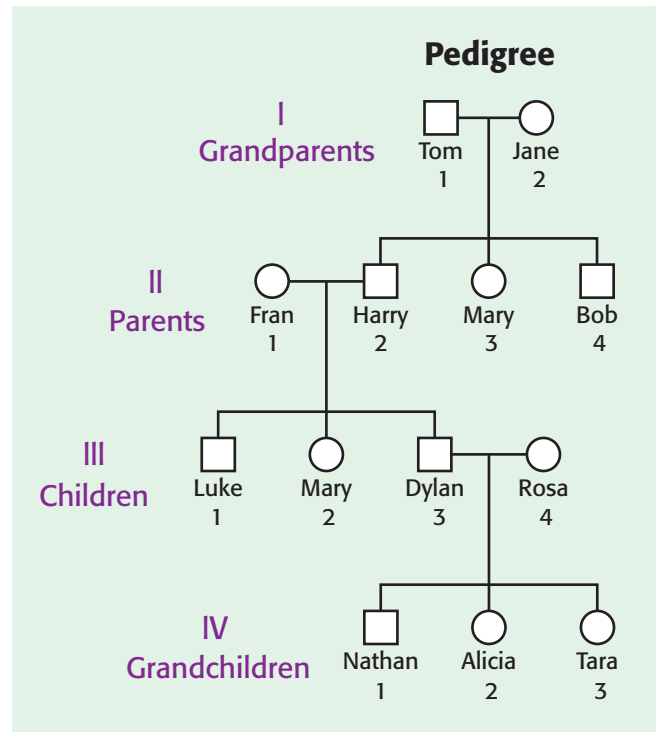 Pedigree
I
Grandparents
Tom Jane
1 2
II
Parents
Fran Harry Mary Bob
1 2 3 4
III
Children
Luke Mary Dylan Rosa
1 2 3 4
IV
Grandchildren
Nathan Alicia Tara
1 2 3